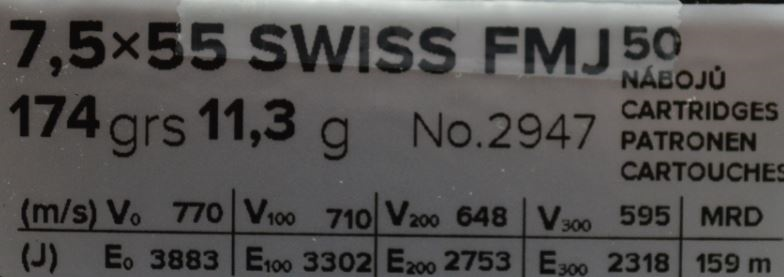 7,5×55 SWISS FMJ 50
NÁBOJŮ
174 grs 11,3 g No.2947 CARTRIDGES
PATRONEN
CARTOUCHES
(m/s) V₀ 770 V₁₀₀ 710 V₂₀₀ 648 V₃₀₀ 595 MRD
(J) E₀ 3883 E₁₀₀ 3302 E₂₀₀ 2753 E₃₀₀ 2318 159 m